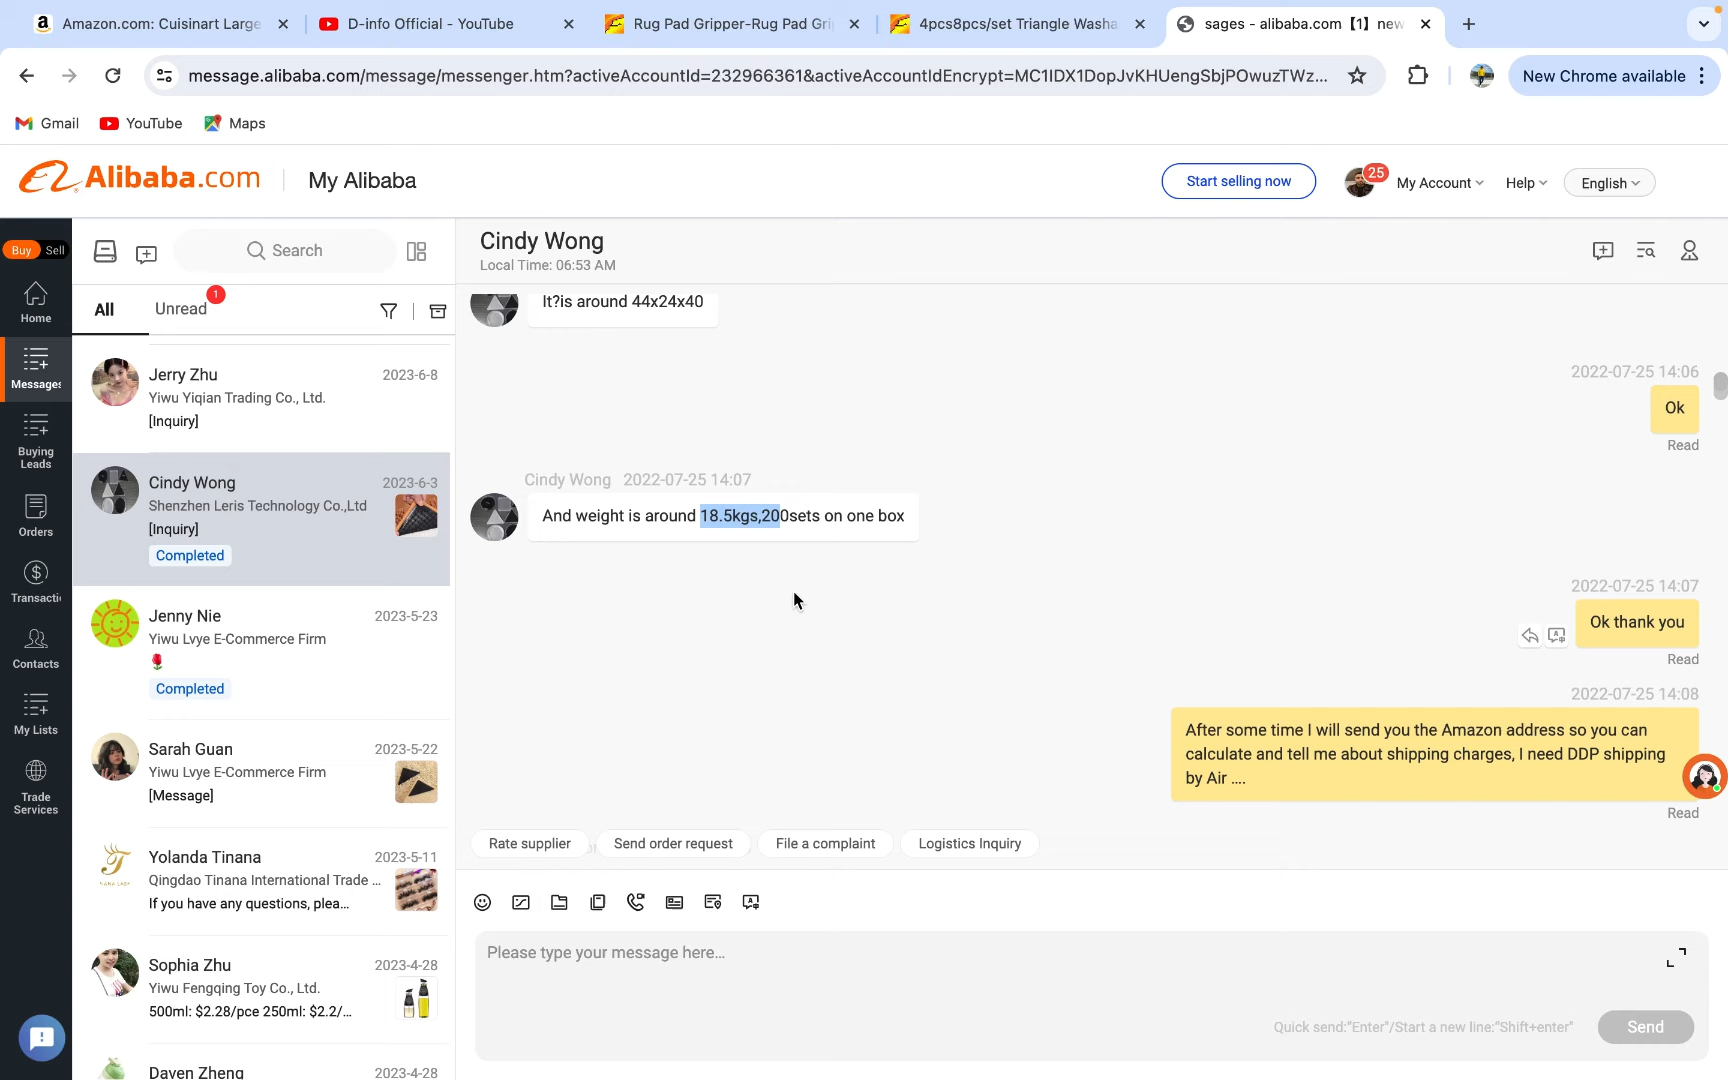 Amazon.com: Cuisinart Large
D-info Official - YouTube
Rug Pad Gripper-Rug Pad Gri
4pcs8pcs/set Triangle Washa
sages - alibaba.com【1】new
message.alibaba.com/message/messenger.htm?activeAccountId=232966361&activeAccountIdEncrypt=MC1IDX1DopJvKHUengSbjPOwuzTWz...
New Chrome available
Gmail
YouTube
Maps
Alibaba.com
My Alibaba
Start selling now
25
My Account
Help
English
Buy
Sell
Home
Messages
Buying
Leads
Orders
Transacti
Contacts
My Lists
Trade
Services
Search
All
Unread
1
Jerry Zhu
2023-6-8
Yiwu Yiqian Trading Co., Ltd.
[Inquiry]
Cindy Wong
2023-6-3
Shenzhen Leris Technology Co.,Ltd
[Inquiry]
Completed
Jenny Nie
2023-5-23
Yiwu Lvye E-Commerce Firm
🌹
Completed
Sarah Guan
2023-5-22
Yiwu Lvye E-Commerce Firm
[Message]
Yolanda Tinana
2023-5-11
Qingdao Tinana International Trade ...
If you have any questions, plea...
Sophia Zhu
2023-4-28
Yiwu Fengqing Toy Co., Ltd.
500ml: $2.28/pce 250ml: $2.2/...
Daven Zheng
2023-4-28
Cindy Wong
Local Time: 06:53 AM
It?is around 44x24x40
2022-07-25 14:06
Ok
Read
Cindy Wong 2022-07-25 14:07
And weight is around 18.5kgs,200sets on one box
2022-07-25 14:07
Ok thank you
Read
2022-07-25 14:08
After some time I will send you the Amazon address so you can
calculate and tell me about shipping charges, I need DDP shipping
by Air ....
Read
Rate supplier
Send order request
File a complaint
Logistics Inquiry
Please type your message here...
Quick send:"Enter"/Start a new line:"Shift+enter"
Send